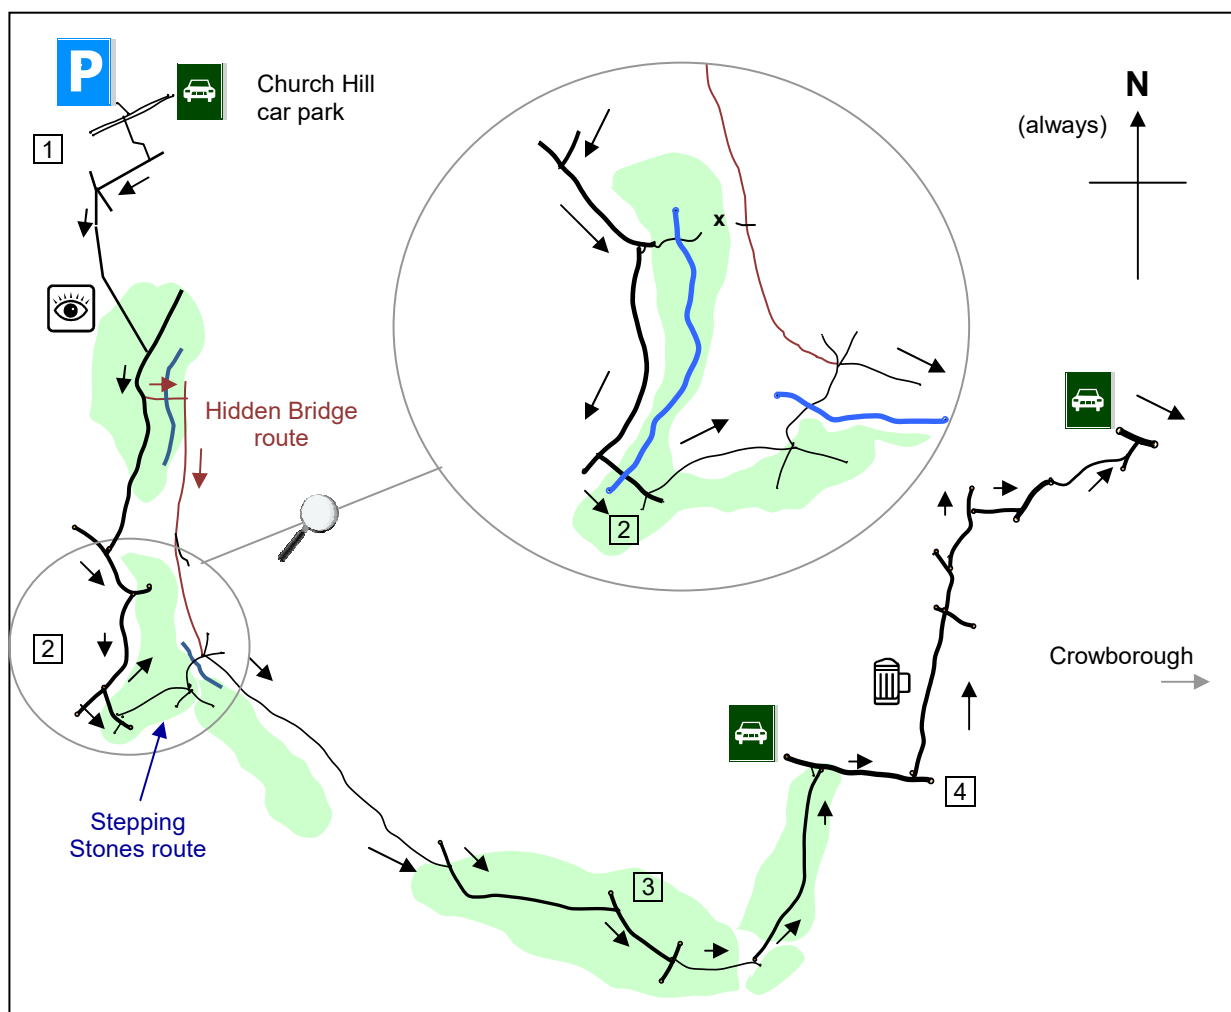 P
Church Hill
car park
1
N
(always)
x
Hidden Bridge
route
2
2
Crowborough
Stepping
Stones route
4
3